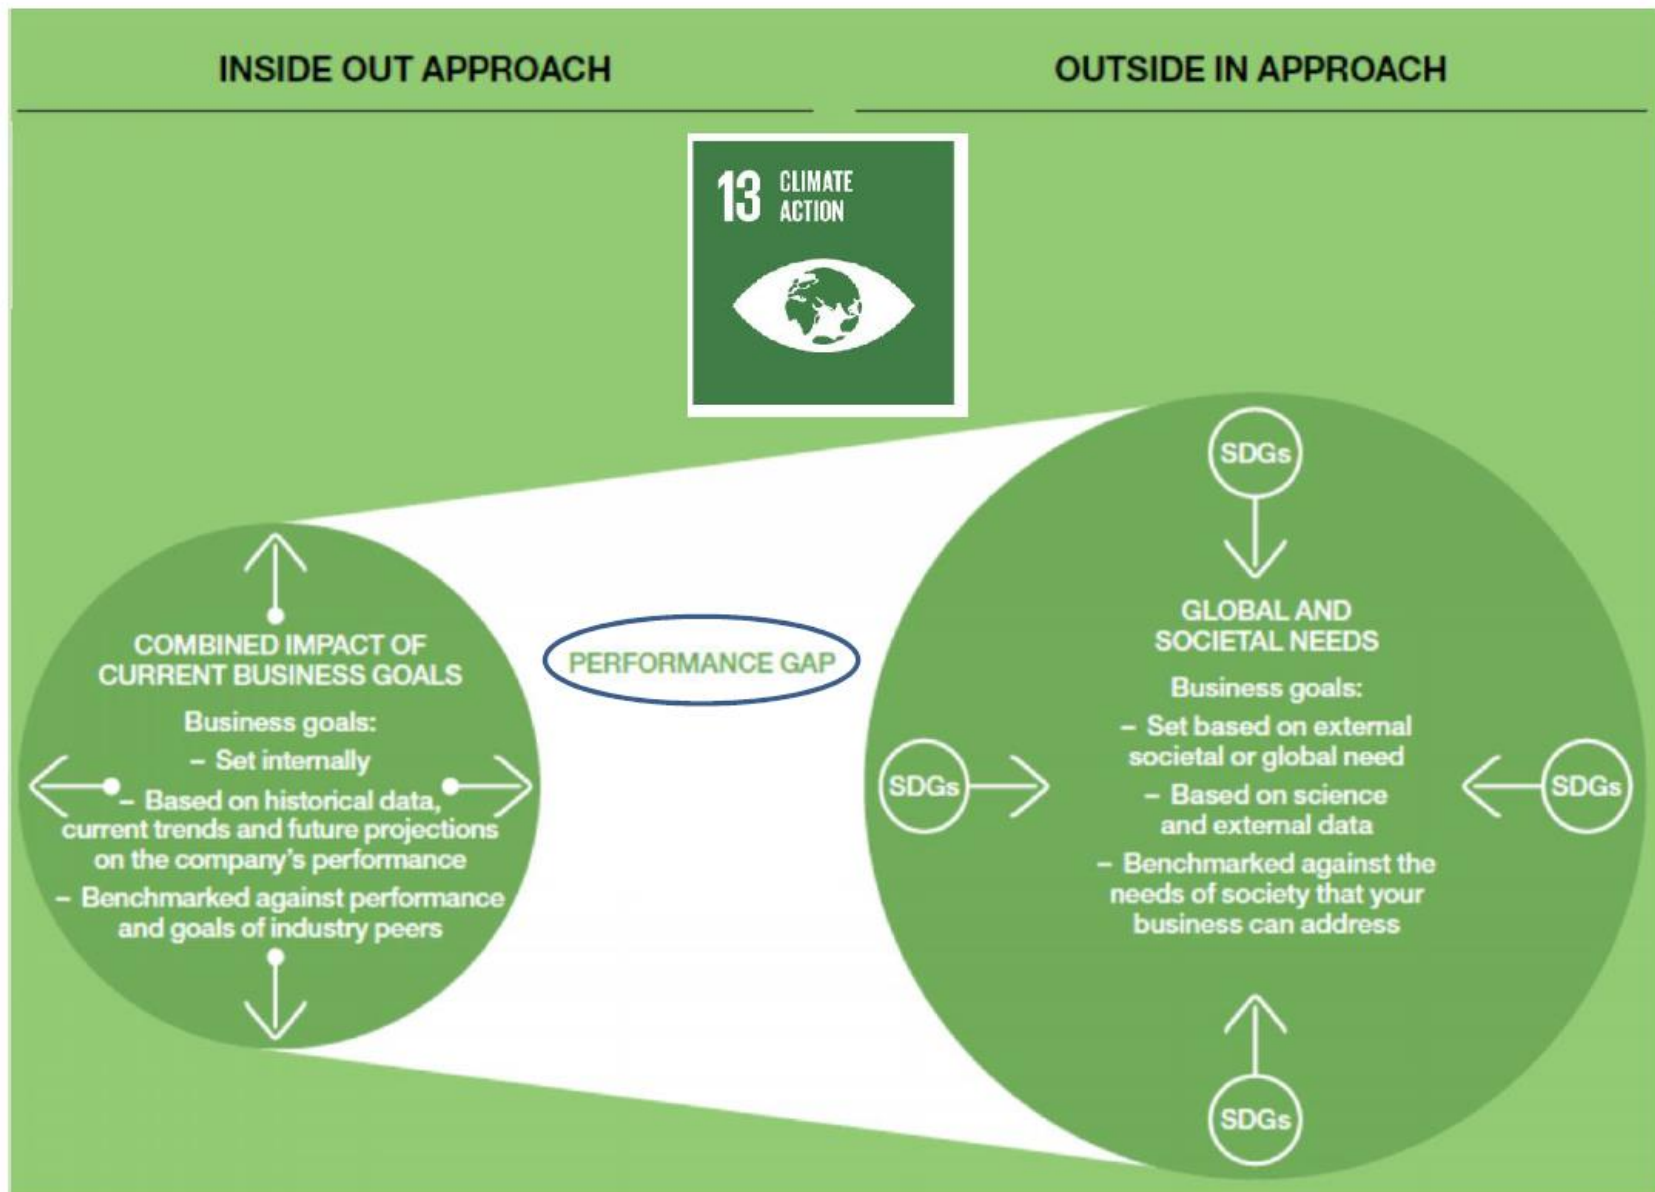 INSIDE OUT APPROACH
OUTSIDE IN APPROACH
13 CLIMATE
ACTION
COMBINED IMPACT OF
CURRENT BUSINESS GOALS
Business goals:
– Set internally
– Based on historical data,
current trends and future projections
on the company's performance
– Benchmarked against performance
and goals of industry peers
PERFORMANCE GAP
SDGs
GLOBAL AND
SOCIETAL NEEDS
Business goals:
– Set based on external
societal or global need
– Based on science
and external data
– Benchmarked against the
needs of society that your
business can address
SDGs
SDGs
SDGs